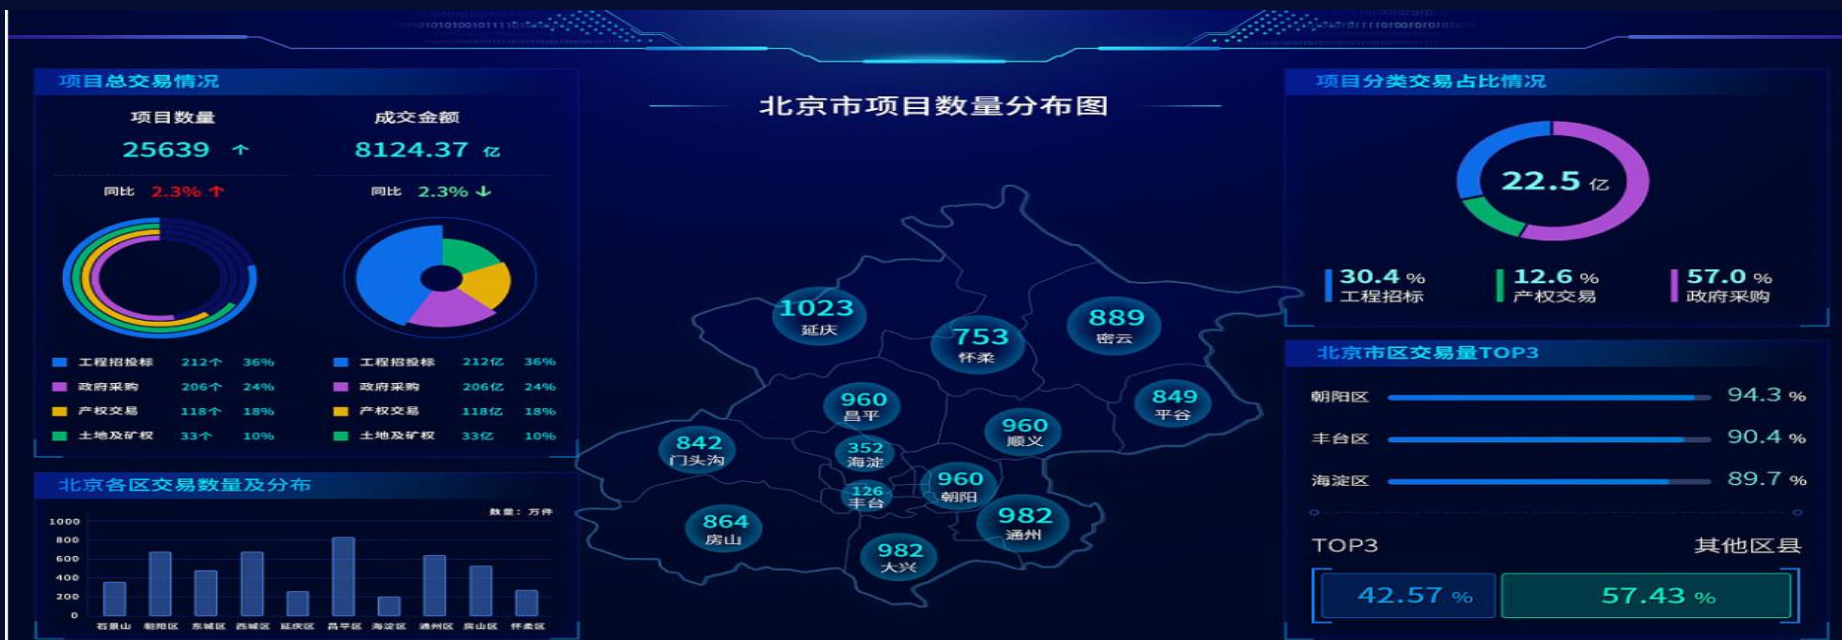 项目总交易情况
项目数量 成交金额
25639 个 8124.37 亿
同比 2.3% ↑ 同比 2.3% ↓
工程招投标 212个 36% 工程招投标 212亿 36%
政府采购 206个 24% 政府采购 206亿 24%
产权交易 118个 18% 产权交易 118亿 18%
土地及矿权 33个 10% 土地及矿权 33亿 10%
北京各区交易数量及分布
数量：万件
1000
800
600
400
200
0
石景山 朝阳区 东城区 西城区 延庆区 昌平区 海淀区 通州区 房山区 怀柔区
北京市项目数量分布图
1023
延庆
753
怀柔
889
密云
960
昌平
849
平谷
960
顺义
842
门头沟
352
海淀
126
丰台
960
朝阳
864
房山
982
通州
982
大兴
项目分类交易占比情况
22.5 亿
30.4 % 12.6 % 57.0 %
工程招标 产权交易 政府采购
北京市区交易量TOP3
朝阳区 94.3 %
丰台区 90.4 %
海淀区 89.7 %
TOP3 其他区县
42.57 % 57.43 %